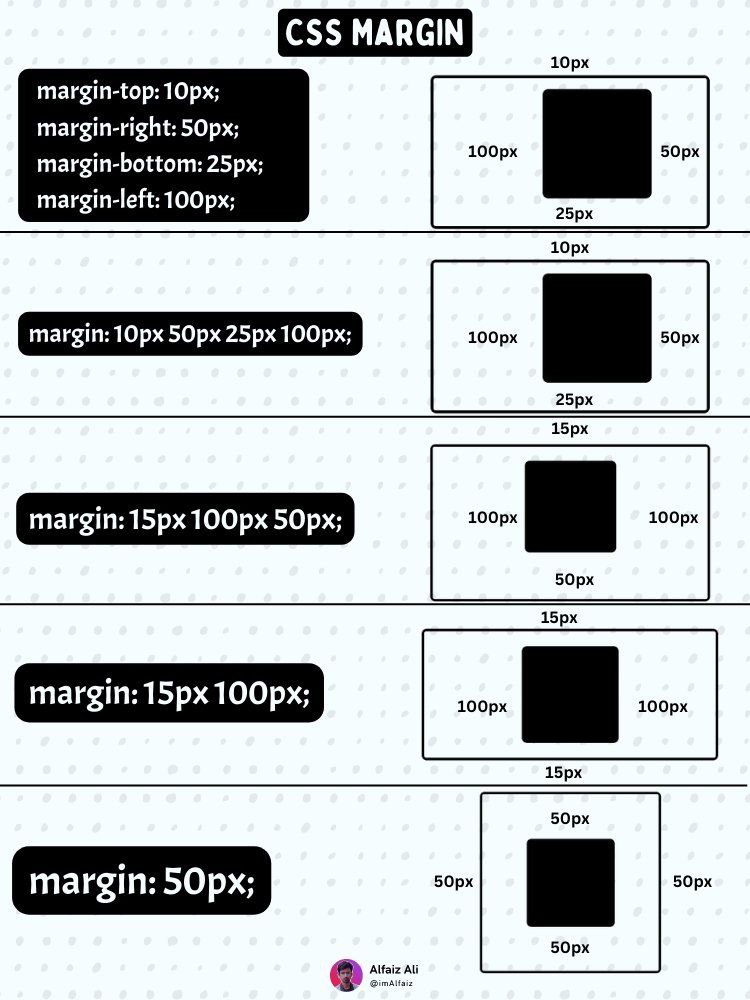 CSS MARGIN
margin-top: 10px;
margin-right: 50px;
margin-bottom: 25px;
margin-left: 100px;
10px
100px
50px
25px
margin: 10px 50px 25px 100px;
10px
100px
50px
25px
margin: 15px 100px 50px;
15px
100px
100px
50px
margin: 15px 100px;
15px
100px
100px
15px
margin: 50px;
50px
50px
50px
50px
Alfaiz Ali
@imAlfaiz